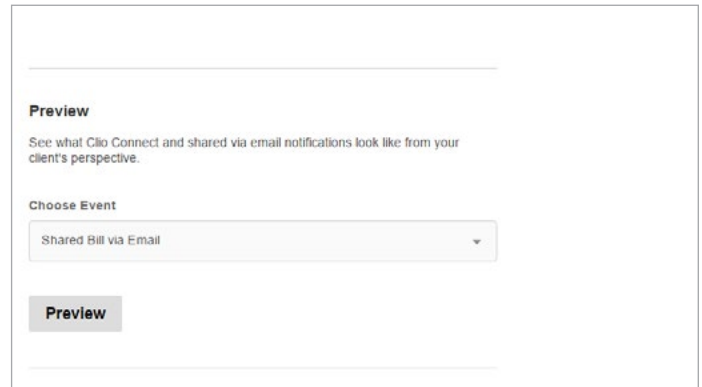 Preview
See what Clio Connect and shared via email notifications look like from your
client's perspective.
Choose Event
Shared Bill via Email
Preview